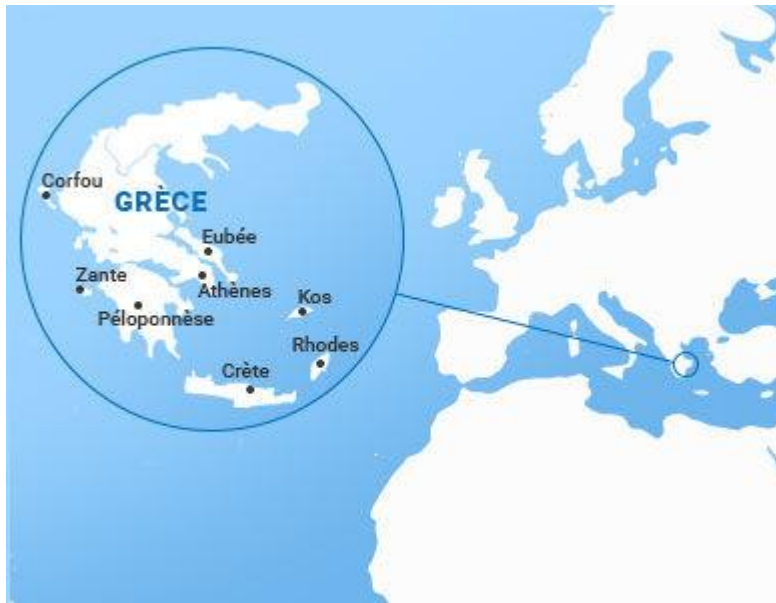 Corfou
GRÈCE
Eubée
Zante
Athènes
Kos
Péloponnèse
Rhodes
Crète